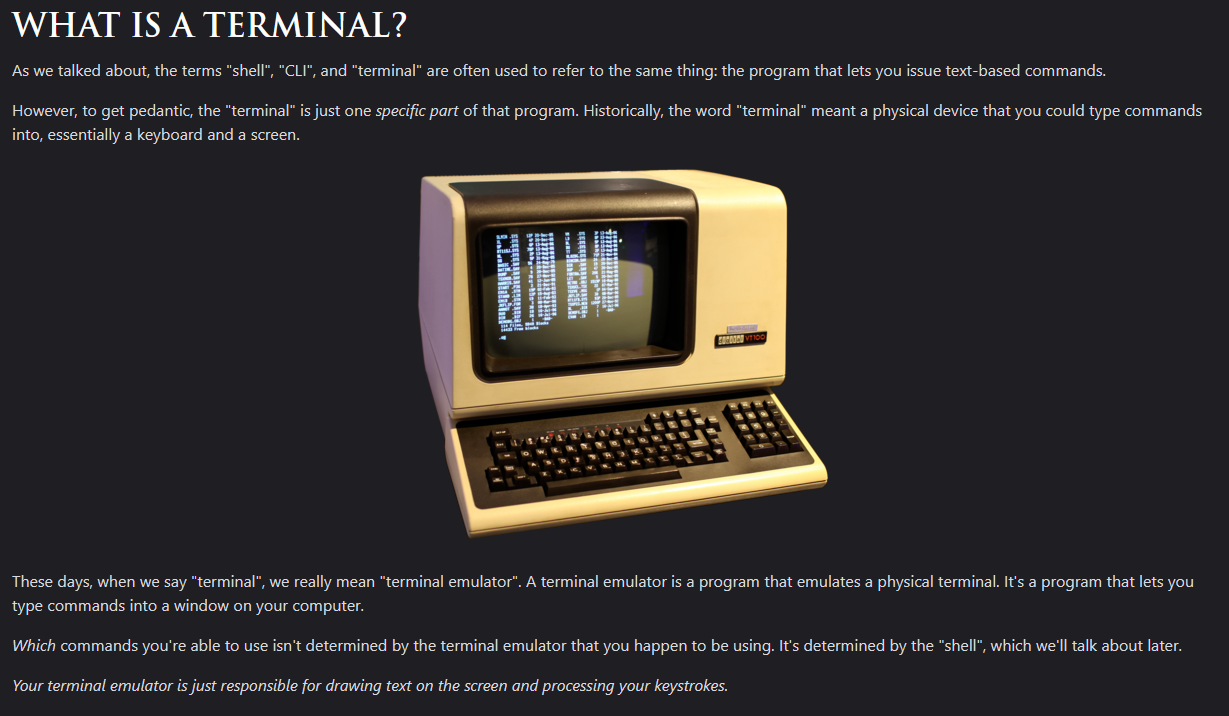 WHAT IS A TERMINAL?
As we talked about, the terms "shell", "CLI", and "terminal" are often used to refer to the same thing: the program that lets you issue text-based commands.
However, to get pedantic, the "terminal" is just one specific part of that program. Historically, the word "terminal" meant a physical device that you could type commands
into, essentially a keyboard and a screen.
VT100
These days, when we say "terminal", we really mean "terminal emulator". A terminal emulator is a program that emulates a physical terminal. It's a program that lets you
type commands into a window on your computer.
Which commands you're able to use isn't determined by the terminal emulator that you happen to be using. It's determined by the "shell", which we'll talk about later.
Your terminal emulator is just responsible for drawing text on the screen and processing your keystrokes.